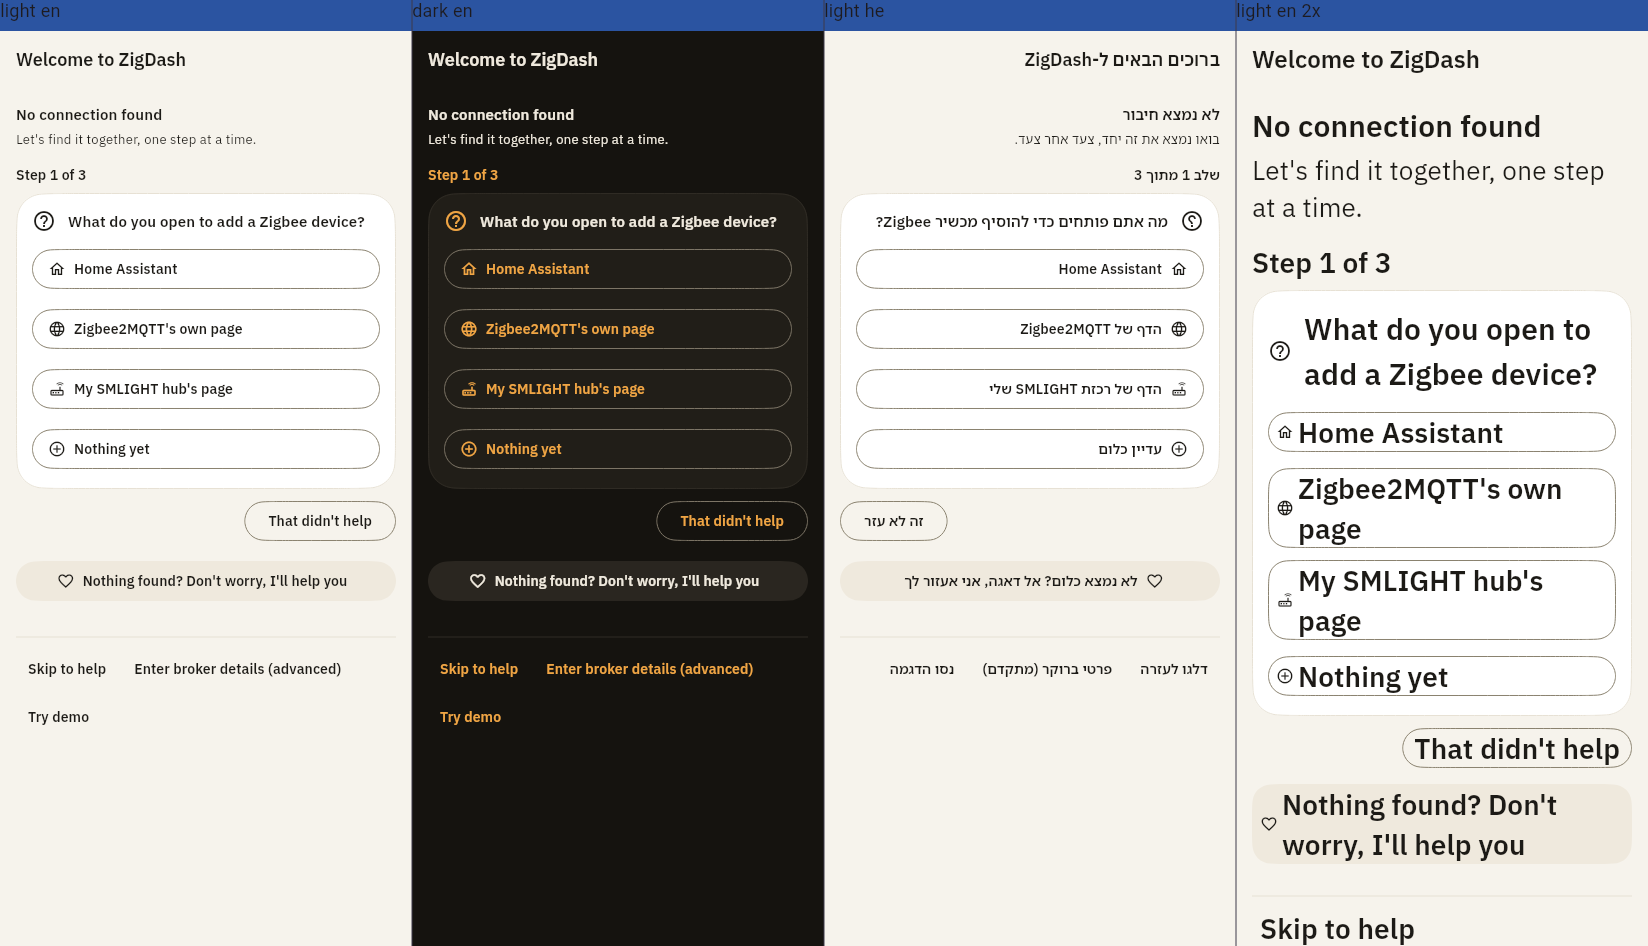 light en
Welcome to ZigDash
No connection found
Let's find it together, one step at a time.
Step 1 of 3
What do you open to add a Zigbee device?
Home Assistant
Zigbee2MQTT's own page
My SMLIGHT hub's page
Nothing yet
That didn't help
Nothing found? Don't worry, I'll help you
Skip to help
Enter broker details (advanced)
Try demo
dark en
Welcome to ZigDash
No connection found
Let's find it together, one step at a time.
Step 1 of 3
What do you open to add a Zigbee device?
Home Assistant
Zigbee2MQTT's own page
My SMLIGHT hub's page
Nothing yet
That didn't help
Nothing found? Don't worry, I'll help you
Skip to help
Enter broker details (advanced)
Try demo
light he
ברוכים הבאים ל-ZigDash
לא נמצא חיבור
בואו נמצא את זה יחד, צעד אחר צעד.
שלב 1 מתוך 3
מה אתם פותחים כדי להוסיף מכשיר Zigbee?
Home Assistant
הדף של Zigbee2MQTT
הדף של רכזת SMLIGHT שלי
עדיין כלום
זה לא עזר
לא נמצא כלום? אל דאגה, אני אעזור לך
דלגו לעזרה
פרטי ברוקר (מתקדם)
נסו הדגמה
light en 2x
Welcome to ZigDash
No connection found
Let's find it together, one step
at a time.
Step 1 of 3
What do you open to
add a Zigbee device?
Home Assistant
Zigbee2MQTT's own
page
My SMLIGHT hub's
page
Nothing yet
That didn't help
Nothing found? Don't
worry, I'll help you
Skip to help